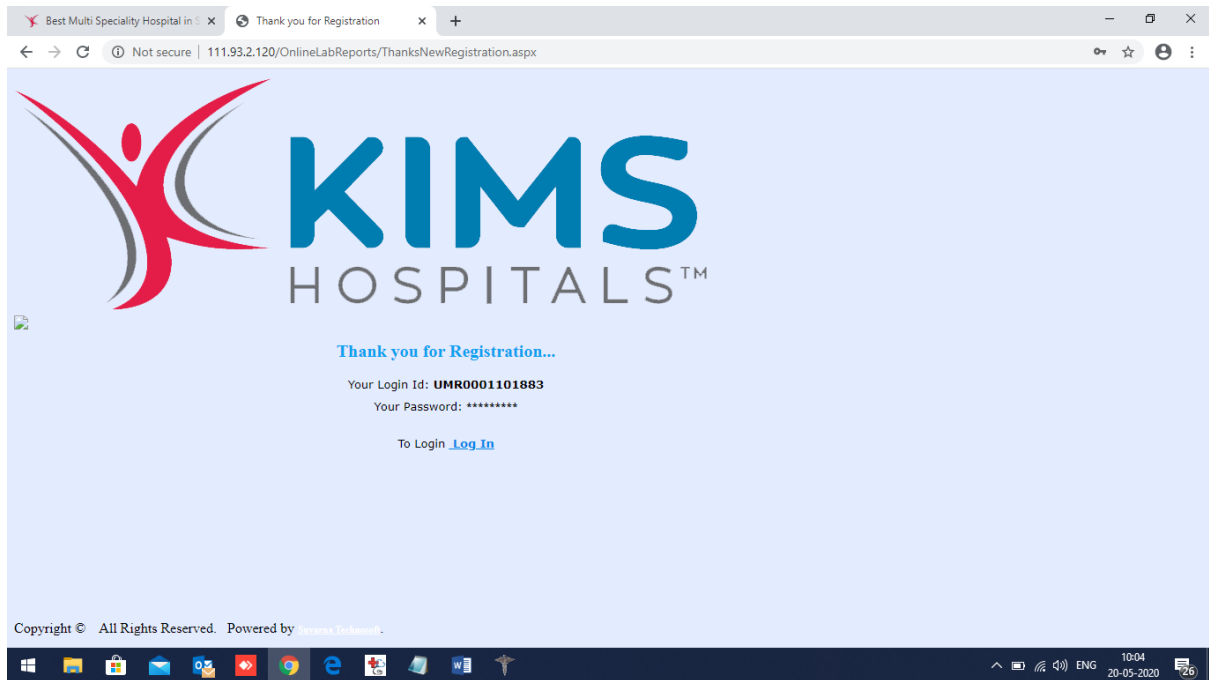 Best Multi Speciality Hospital in S
Thank you for Registration
Not secure | 111.93.2.120/OnlineLabReports/ThanksNewRegistration.aspx
KIMS
HOSPITALS™
Thank you for Registration...
Your Login Id: UMR0001101883
Your Password: *********
To Login Log In
Copyright © All Rights Reserved. Powered by Suvarna Technosoft.
ENG
10:04
20-05-2020
26